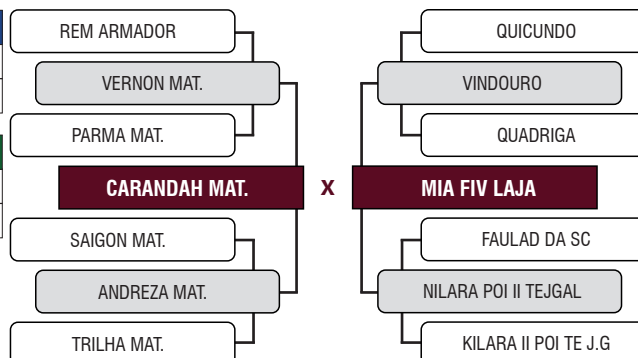 REM ARMADOR
VERNON MAT.
PARMA MAT.
CARANDAH MAT.
SAIGON MAT.
ANDREZA MAT.
TRILHA MAT.
X
QUICUNDO
VINDOURO
QUADRIGA
MIA FIV LAJA
FAULAD DA SC
NILARA POI II TEJGAL
KILARA II POI TE J.G